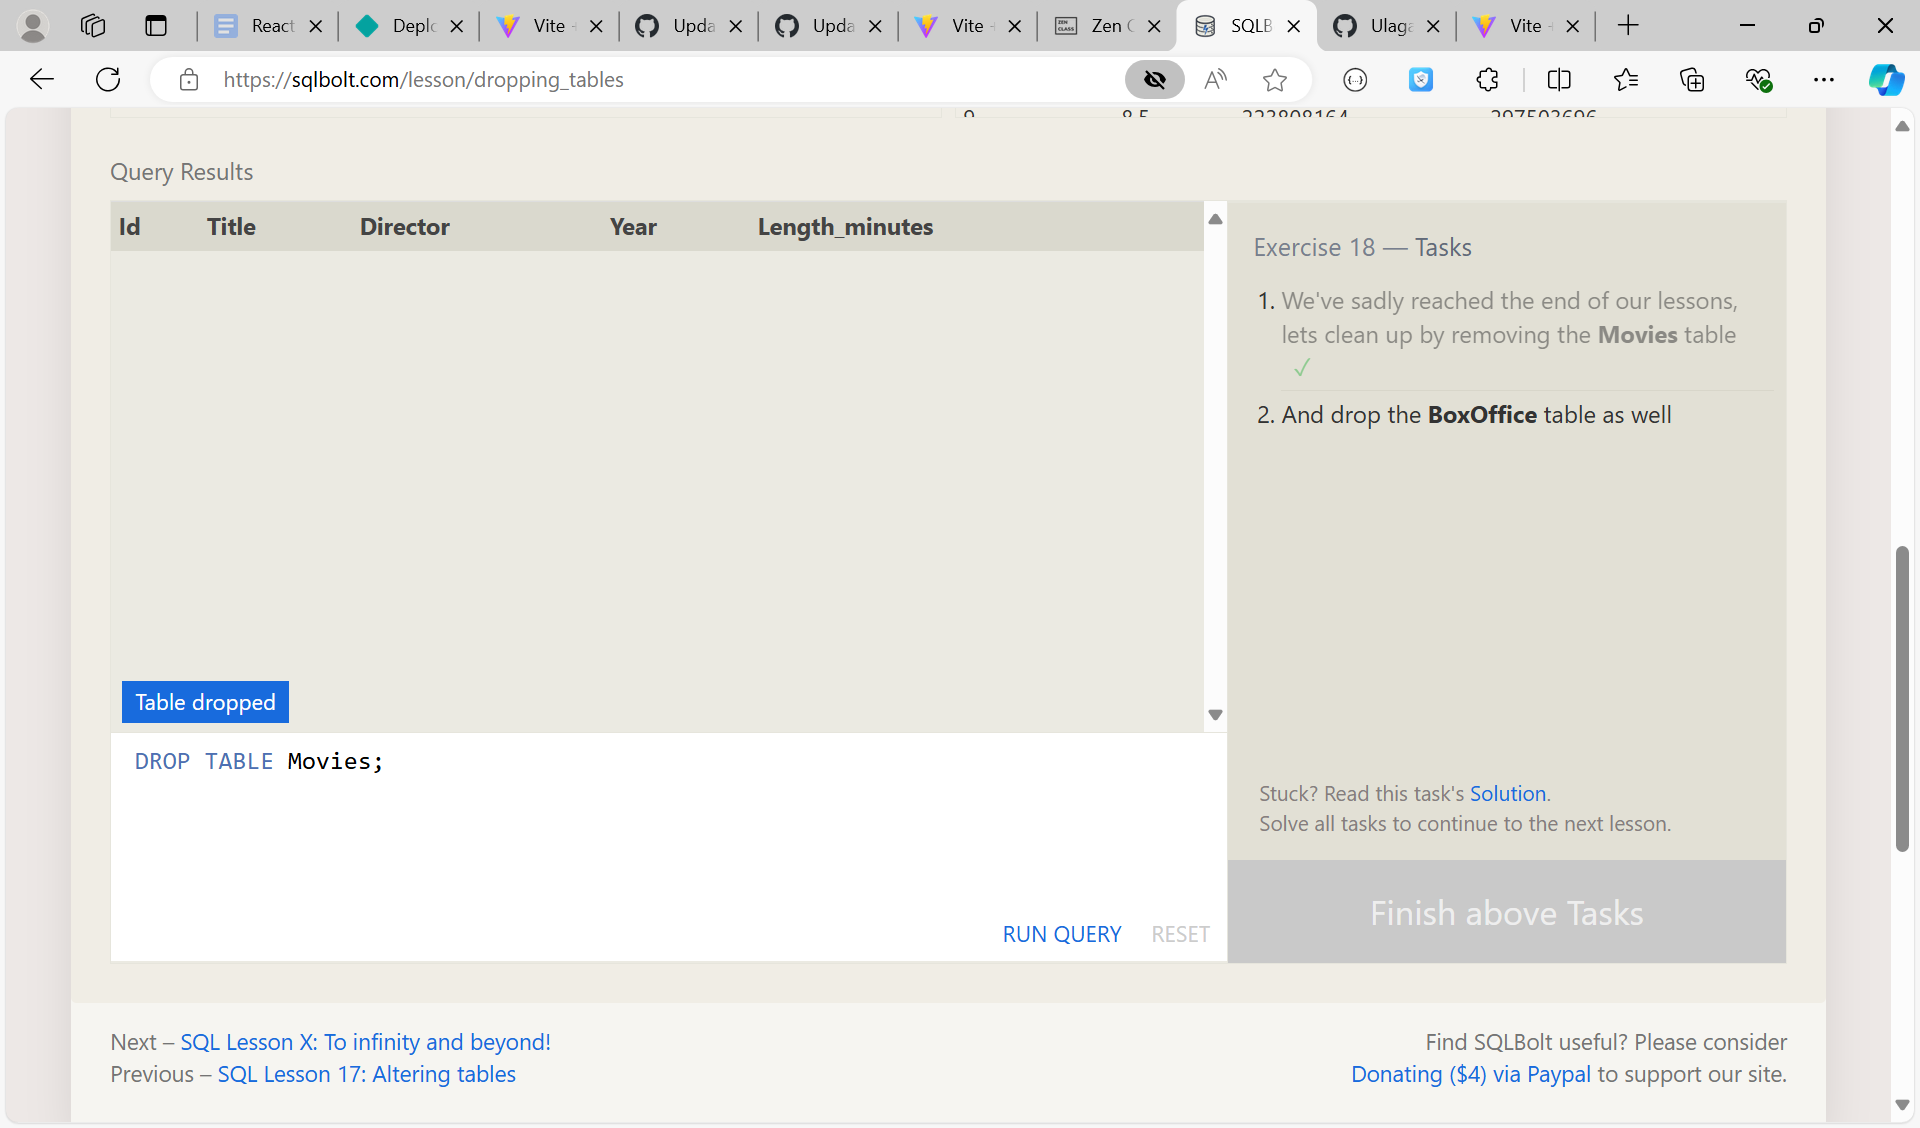 React
Deplo
Vite
Upda
Upda
Vite
Zen C
SQLB
Ulaga
Vite
https://sqlbolt.com/lesson/dropping_tables
9 8.5 223808164 297503696
Query Results
Id Title Director Year Length_minutes
Exercise 18 — Tasks
1. We've sadly reached the end of our lessons,
lets clean up by removing the Movies table
✓
2. And drop the BoxOffice table as well
Table dropped
DROP TABLE Movies;
Stuck? Read this task's Solution.
Solve all tasks to continue to the next lesson.
RUN QUERY RESET
Finish above Tasks
Next – SQL Lesson X: To infinity and beyond!
Previous – SQL Lesson 17: Altering tables
Find SQLBolt useful? Please consider
Donating ($4) via Paypal to support our site.